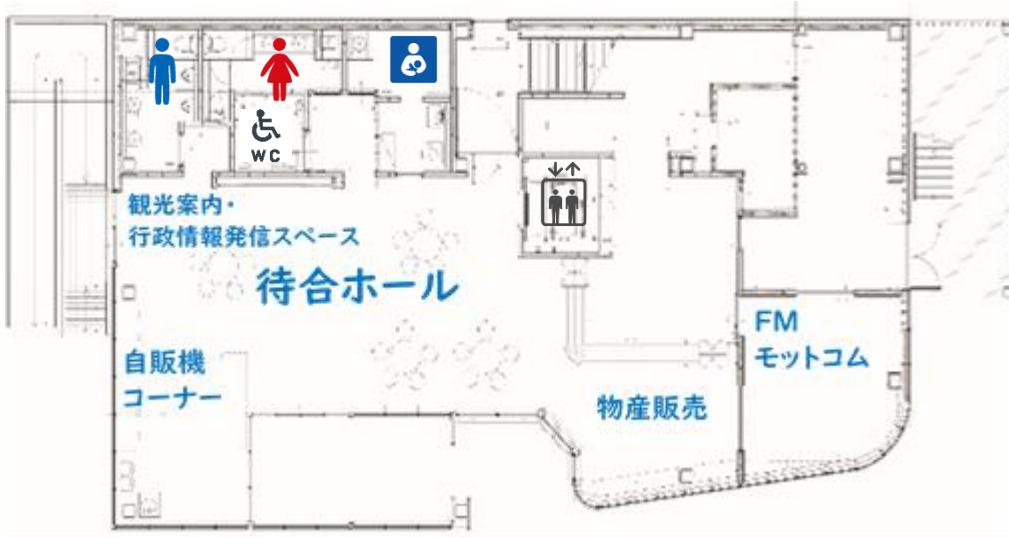 WC
観光案内・
行政情報発信スペース
待合ホール
自販機
コーナー
物産販売
FM
モットコム